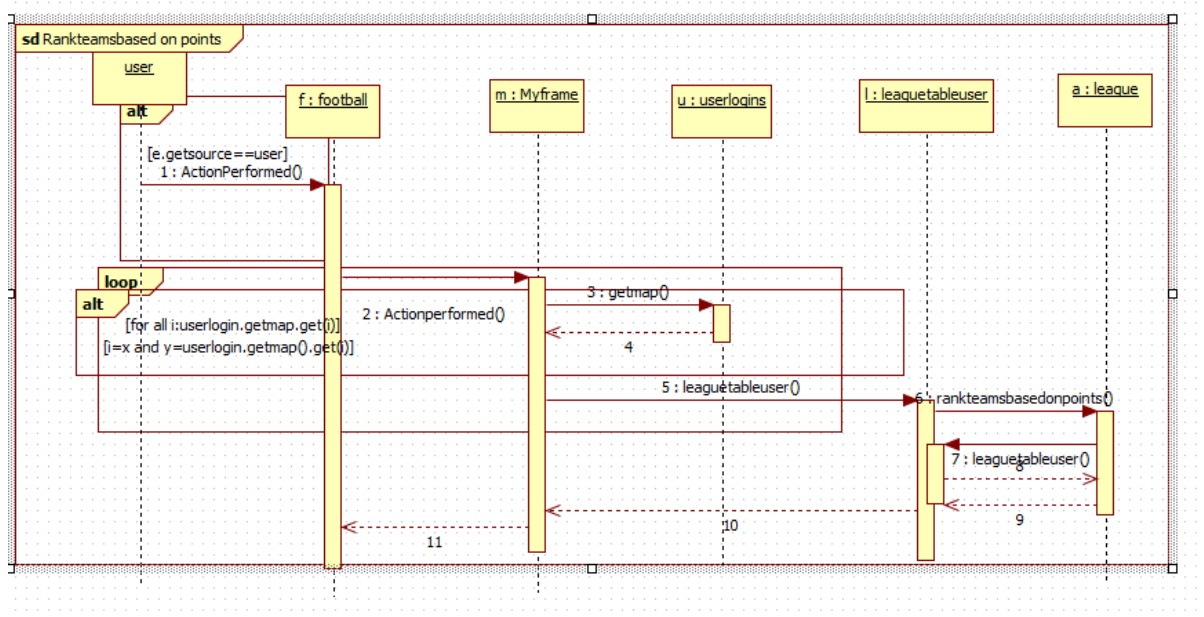 sd Rankteamsbased on points
user
f : football
m : Myframe
u : userlogins
l : leaguetableuser
a : league
alt
[e.getsource==user]
1 : ActionPerformed()
loop
alt
3 : getmap()
2 : Actionperformed()
[for all i:userlogin.getmap.get(i)]
[i=x and y=userlogin.getmap().get(i)]
4
5 : leaguetableuser()
6 : rankteamsbasedonpoints()
7 : leaguetableuser()
8
9
10
11